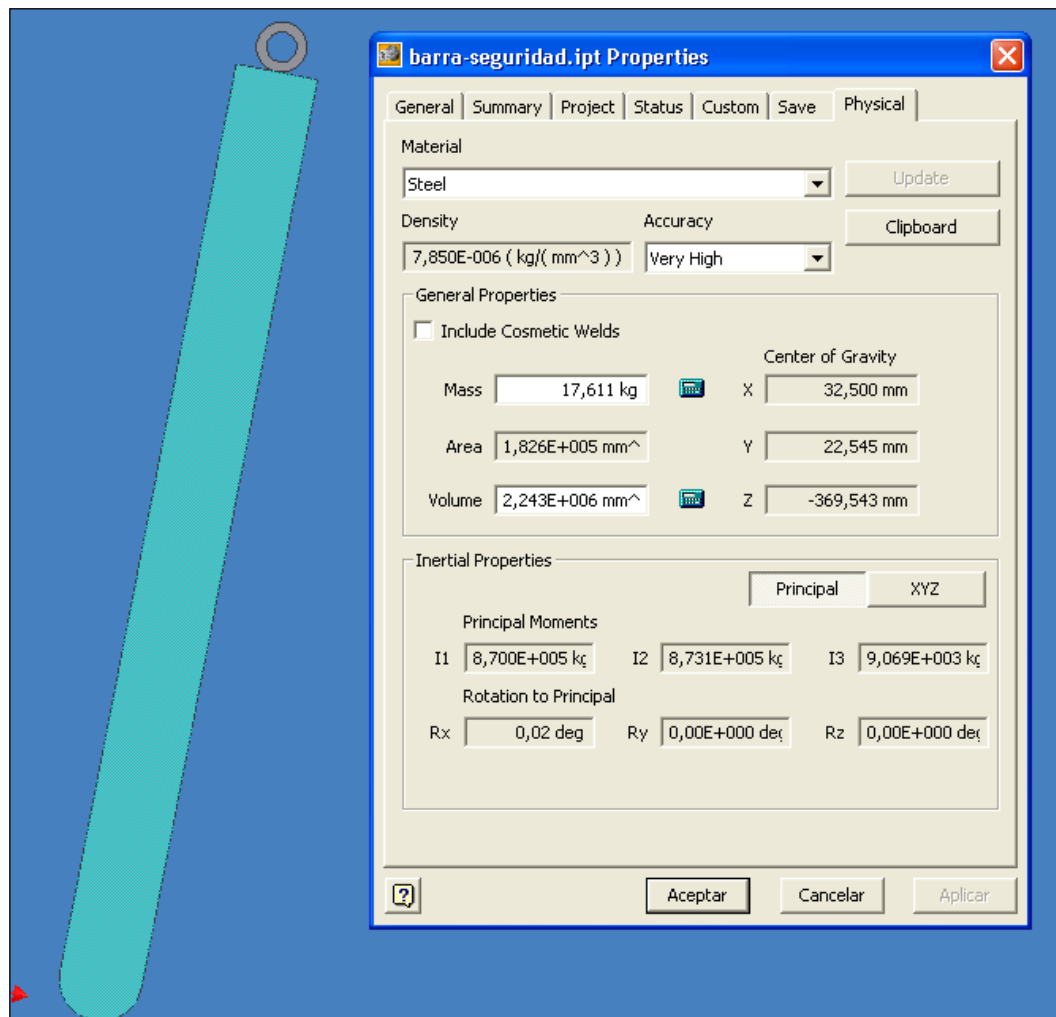 barra-seguridad.ipt Properties
General Summary Project Status Custom Save Physical
Material
Steel
Update
Density
Accuracy
Clipboard
7,850E-006 ( kg/( mm^3 ) )
Very High
General Properties
Include Cosmetic Welds
Center of Gravity
Mass 17,611 kg X 32,500 mm
Area 1,826E+005 mm^ Y 22,545 mm
Volume 2,243E+006 mm^ Z -369,543 mm
Inertial Properties
Principal XYZ
Principal Moments
I1 8,700E+005 kg I2 8,731E+005 kg I3 9,069E+003 kg
Rotation to Principal
Rx 0,02 deg Ry 0,00E+000 deg Rz 0,00E+000 deg
? Aceptar Cancelar Aplicar